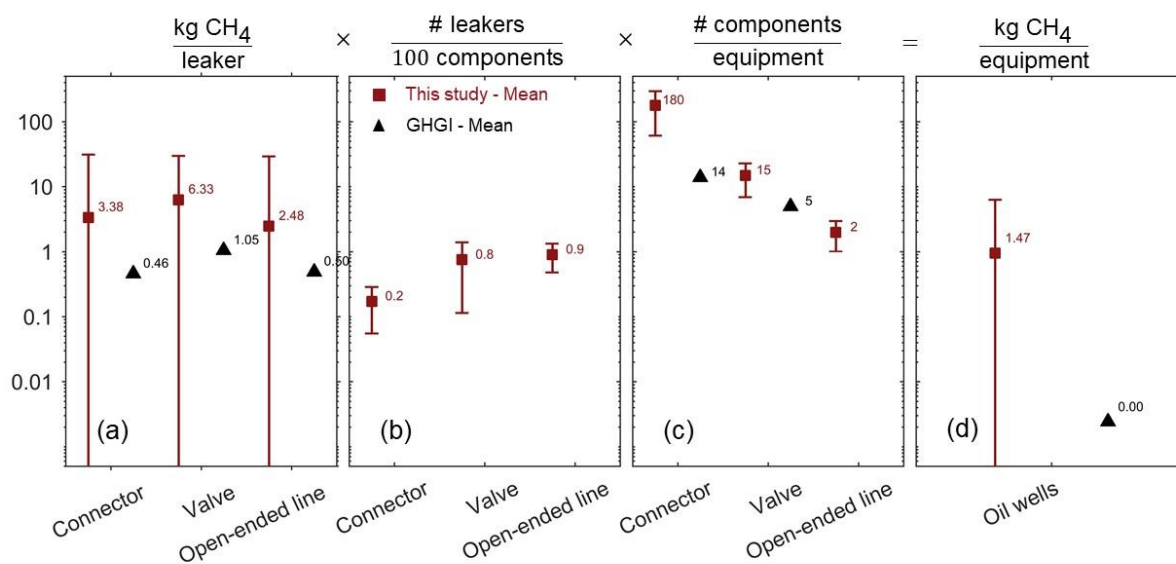 kg CH4 / leaker × # leakers / 100 components × # components / equipment = kg CH4 / equipment
100
10
1
0.1
0.01
3.38
0.46
6.33
1.05
2.48
0.50
(a)
This study - Mean
GHGI - Mean
0.2
0.8
0.9
(b)
180
14
15
5
2
(c)
1.47
0.00
(d)
Connector
Valve
Open-ended line
Connector
Valve
Open-ended line
Connector
Valve
Open-ended line
Oil wells